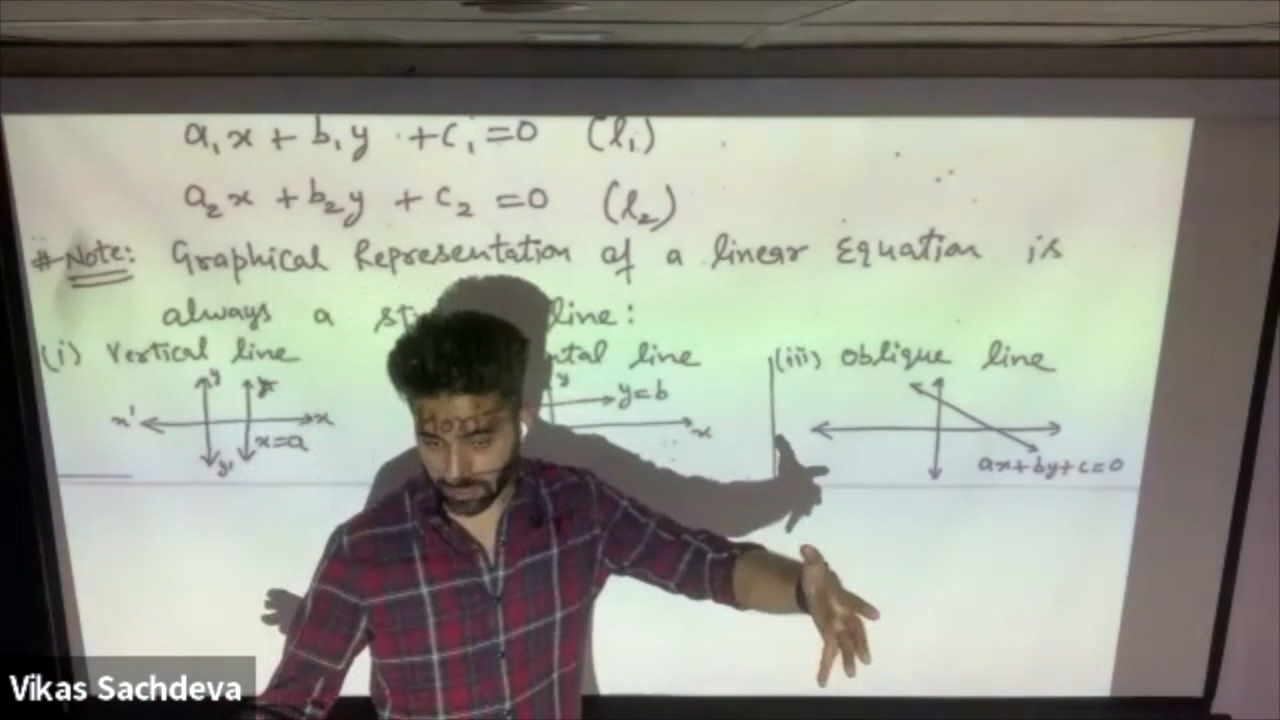 a₁x + b₁y + c₁ = 0 (l₁)
a₂x + b₂y + c₂ = 0 (l₂)
# Note: Graphical Representation of a linear Equation is
always a line:
(i) Vertical line
line
(iii) oblique line
y
y
y=b
x'
x
x=a
y'
x
ax+by+c=0
Vikas Sachdeva